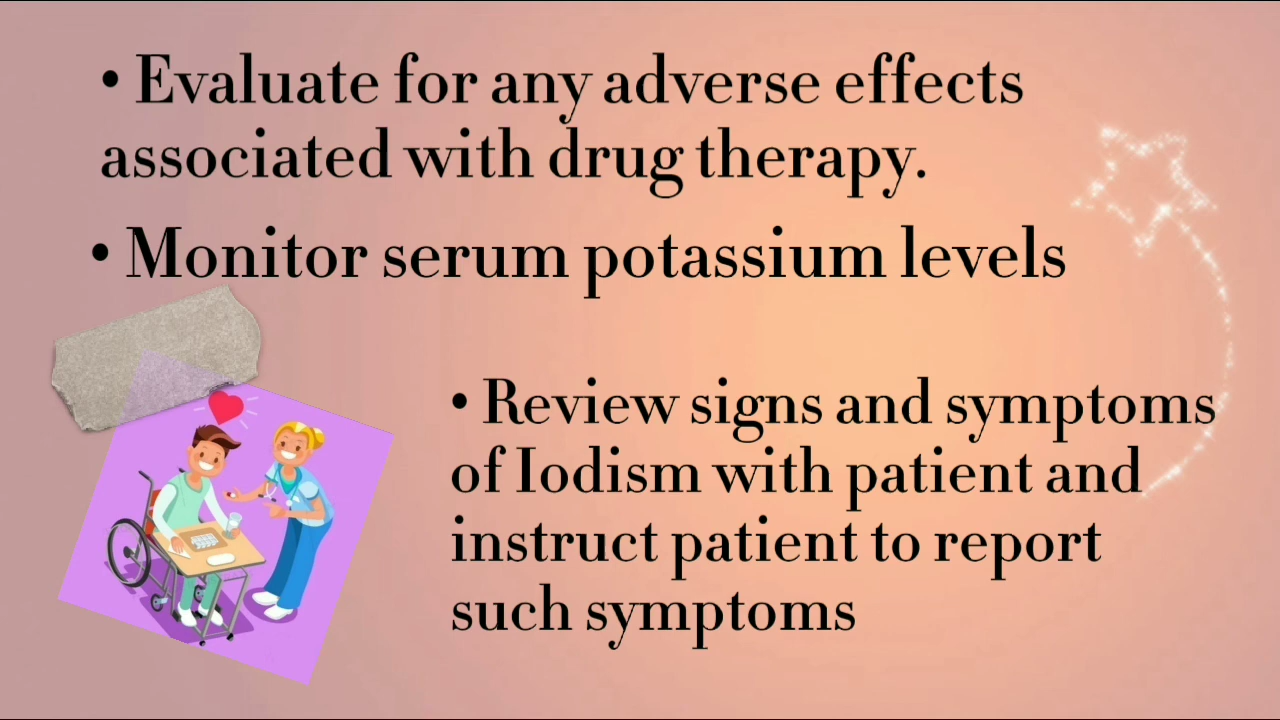 • Evaluate for any adverse effects
associated with drug therapy.
• Monitor serum potassium levels
• Review signs and symptoms
of Iodism with patient and
instruct patient to report
such symptoms